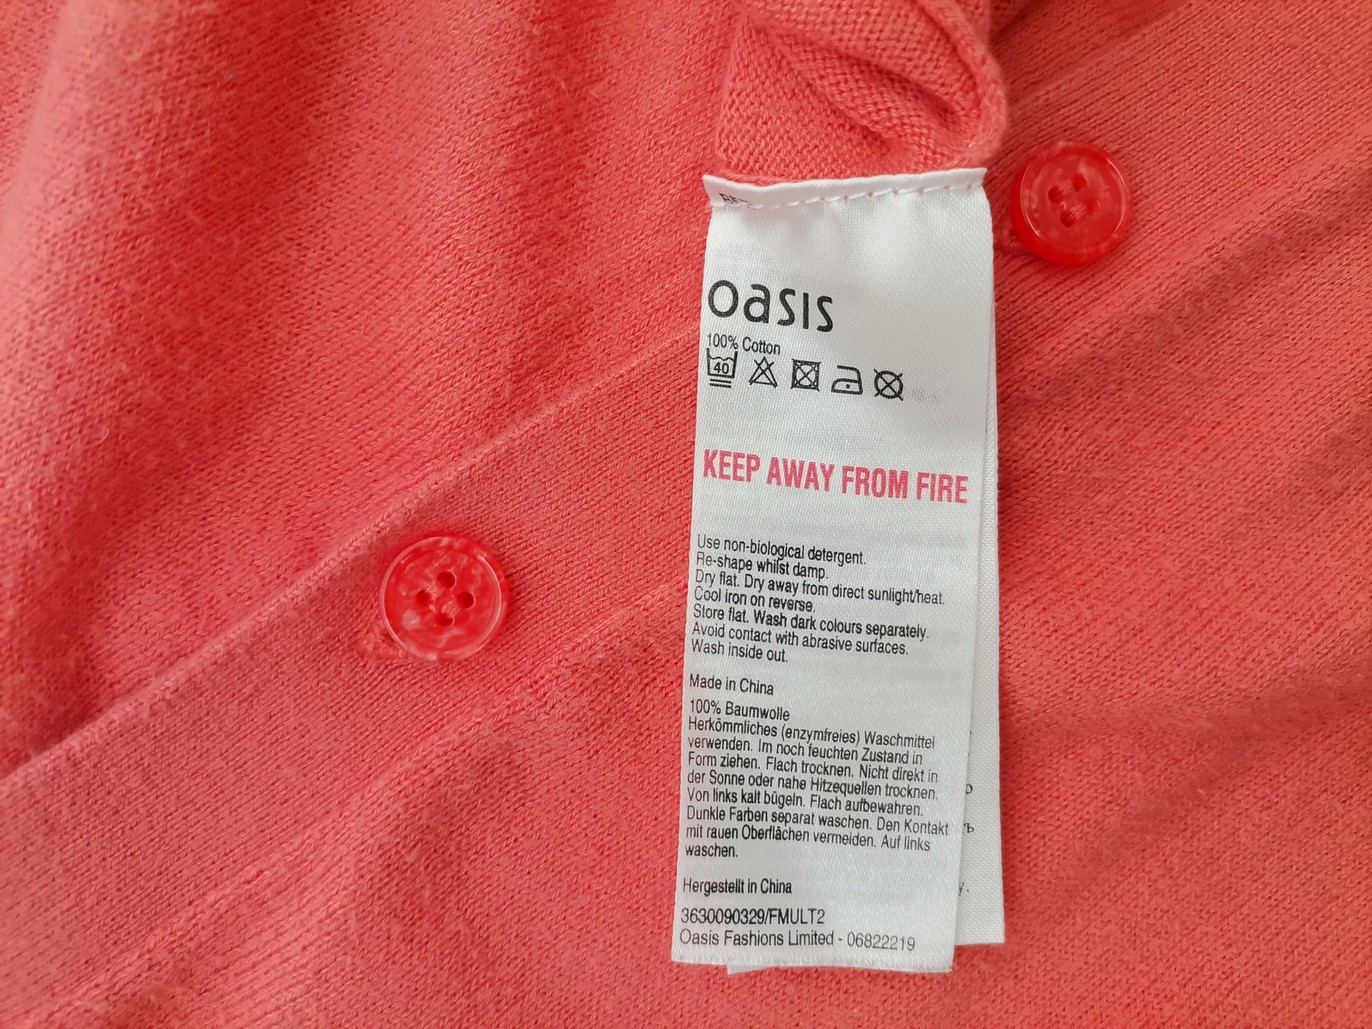 oasis
100% Cotton
40
KEEP AWAY FROM FIRE
Use non-biological detergent.
Re-shape whilst damp.
Dry flat. Dry away from direct sunlight/heat.
Cool iron on reverse.
Store flat. Wash dark colours separately.
Avoid contact with abrasive surfaces.
Wash inside out.
Made in China
100% Baumwolle
Herkömmliches (enzymfreies) Waschmittel
verwenden. Im noch feuchten Zustand in
Form ziehen. Flach trocknen. Nicht direkt in
der Sonne oder nahe Hitzequellen trocknen.
Von links kalt bügeln. Flach aufbewahren.
Dunkle Farben separat waschen. Den Kontakt
mit rauen Oberflächen vermeiden. Auf links
waschen.
Hergestellt in China
3630090329/FMULT2
Oasis Fashions Limited - 06822219